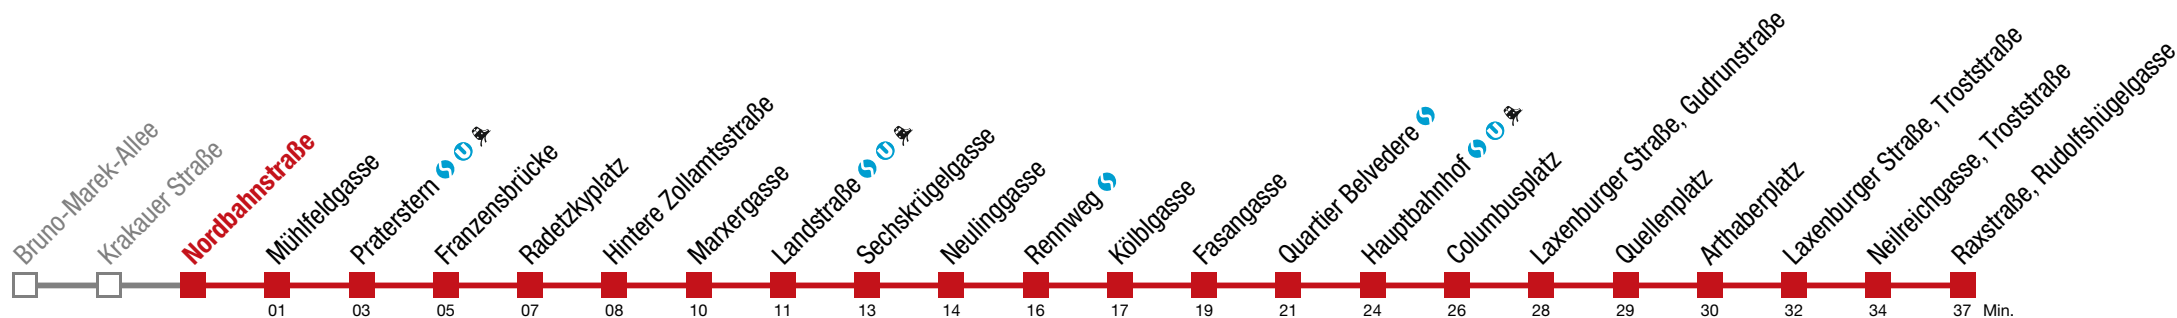 Bruno-Marek-Allee
Krakauer Straße
Nordbahnstraße
Mühlfeldgasse
Praterstern S U
Franzensbrücke
Radetzkyplatz
Hintere Zollamtsstraße
Marxergasse
Landstraße S U
Sechskrügelgasse
Neulinggasse
Rennweg S
Kölblgasse
Fasangasse
Quartier Belvedere S
Hauptbahnhof S U
Columbusplatz
Laxenburger Straße, Gudrunstraße
Quellenplatz
Arthaberplatz
Laxenburger Straße, Troststraße
Neilreichgasse, Troststraße
Raxstraße, Rudolfshügelgasse
01 03 05 07 08 10 11 13 14 16 17 19 21 24 26 28 29 30 32 34 37 Min.